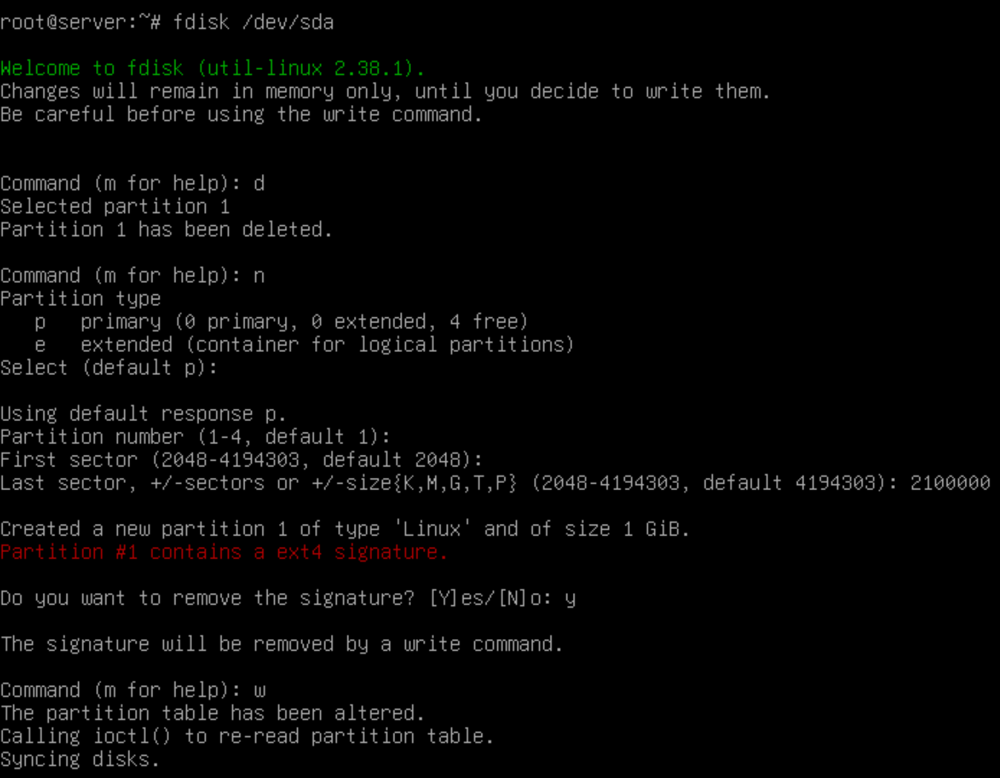 root@server:~# fdisk /dev/sda
Welcome to fdisk (util-linux 2.38.1).
Changes will remain in memory only, until you decide to write them.
Be careful before using the write command.
Command (m for help): d
Selected partition 1
Partition 1 has been deleted.
Command (m for help): n
Partition type
   p   primary (0 primary, 0 extended, 4 free)
   e   extended (container for logical partitions)
Select (default p):
Using default response p.
Partition number (1-4, default 1):
First sector (2048-4194303, default 2048):
Last sector, +/-sectors or +/-size{K,M,G,T,P} (2048-4194303, default 4194303): 2100000
Created a new partition 1 of type 'Linux' and of size 1 GiB.
Partition #1 contains a ext4 signature.
Do you want to remove the signature? [Y]es/[N]o: y
The signature will be removed by a write command.
Command (m for help): w
The partition table has been altered.
Calling ioctl() to re-read partition table.
Syncing disks.